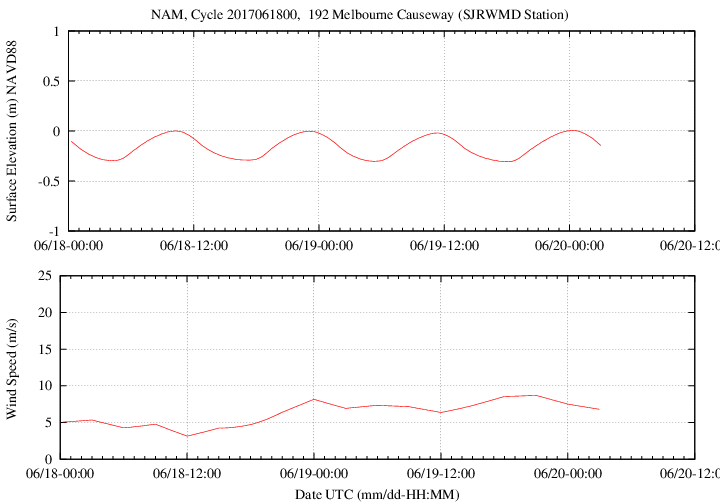 NAM, Cycle 2017061800,  192 Melbourne Causeway (SJRWMD Station)
Surface Elevation (m) NAVD88
1
0.5
0
-0.5
-1
06/18-00:00 06/18-12:00 06/19-00:00 06/19-12:00 06/20-00:00 06/20-12:0
Wind Speed (m/s)
25
20
15
10
5
0
06/18-00:00 06/18-12:00 06/19-00:00 06/19-12:00 06/20-00:00 06/20-12:0
Date UTC (mm/dd-HH:MM)